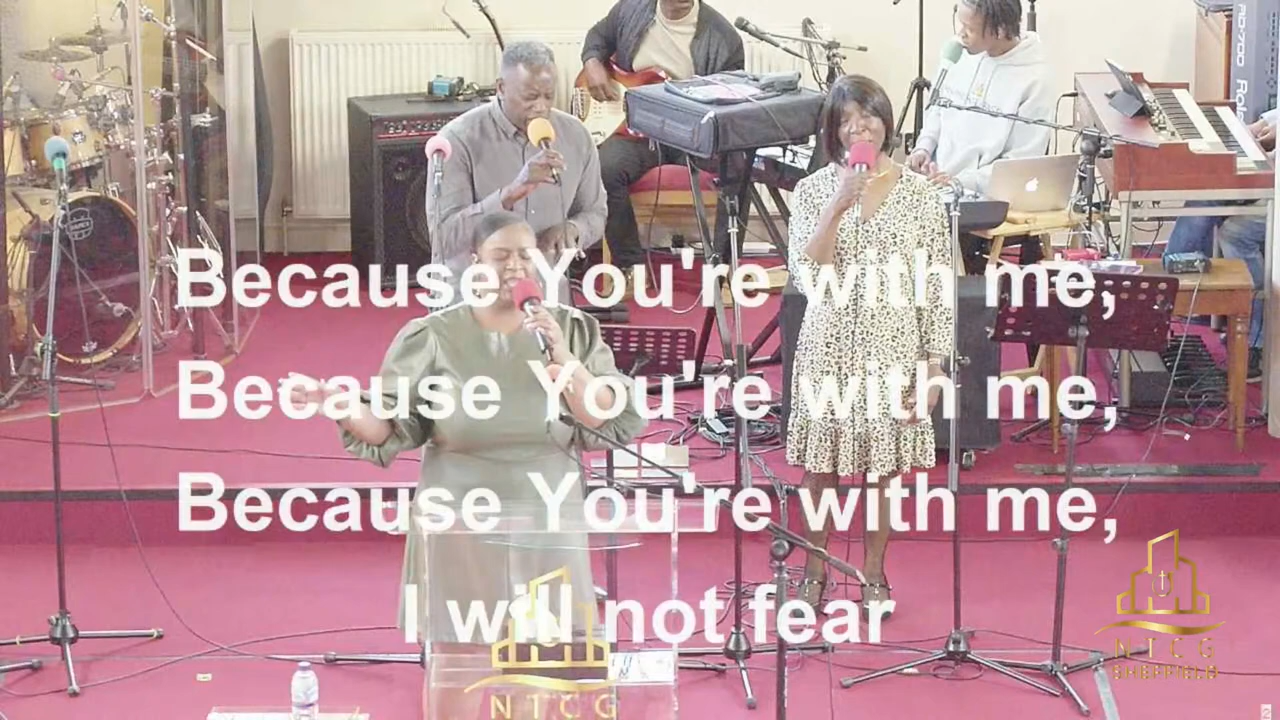 Because You're with me,
Because You're with me,
Because You're with me,
I will not fear
NTCG
SHEFFIELD
NTCG